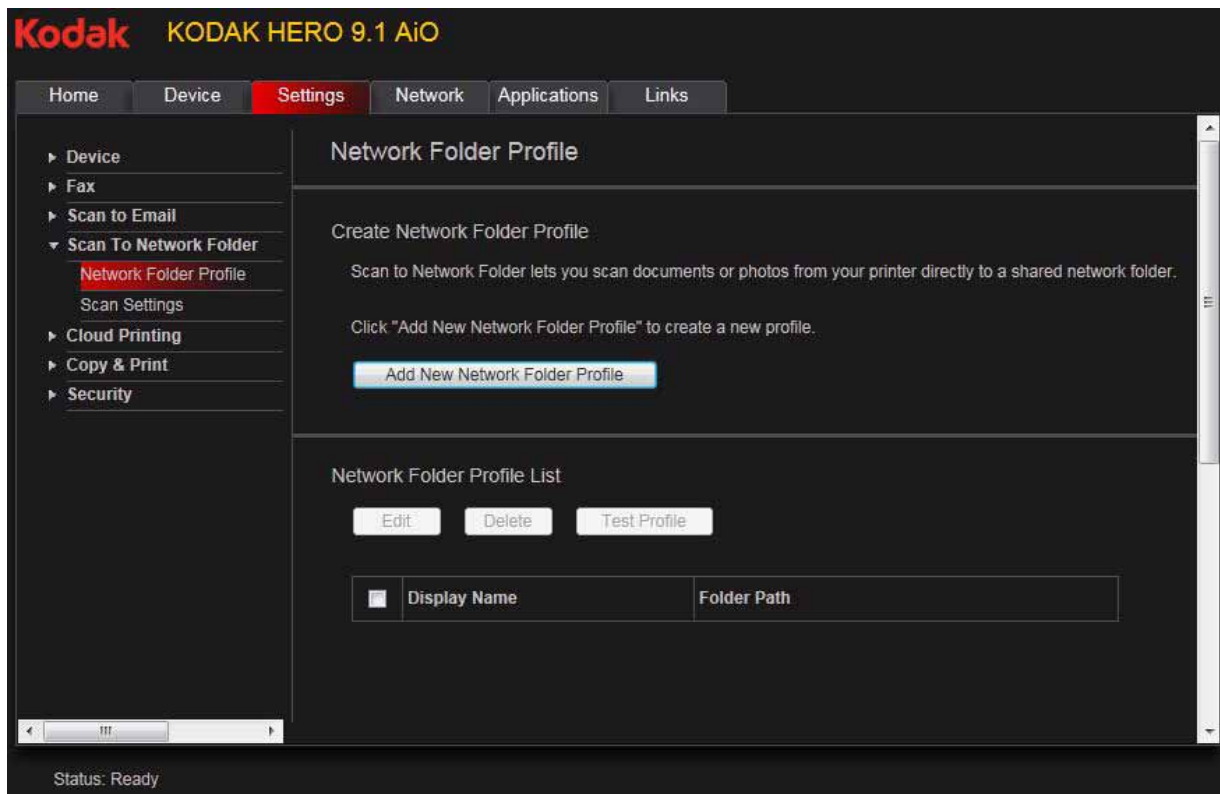 Kodak KODAK HERO 9.1 AiO
Home Device Settings Network Applications Links
Device
Fax
Scan to Email
Scan To Network Folder
Network Folder Profile
Scan Settings
Cloud Printing
Copy & Print
Security
Network Folder Profile
Create Network Folder Profile
Scan to Network Folder lets you scan documents or photos from your printer directly to a shared network folder.
Click "Add New Network Folder Profile" to create a new profile.
Add New Network Folder Profile
Network Folder Profile List
Edit Delete Test Profile
Display Name Folder Path
Status: Ready